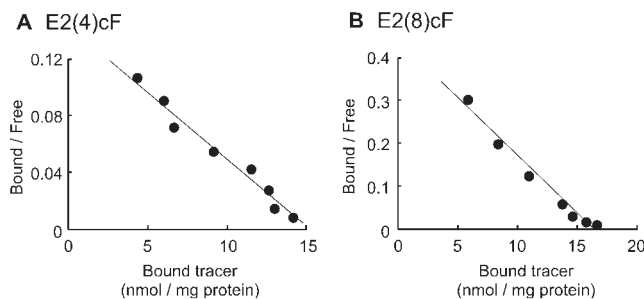 A E2(4)cF
0.12
0.08
0.04
0
Bound / Free
0
5
10
15
Bound tracer
(nmol / mg protein)
B E2(8)cF
0.4
0.3
0.2
0.1
0
Bound / Free
0
5
10
15
20
Bound tracer
(nmol / mg protein)